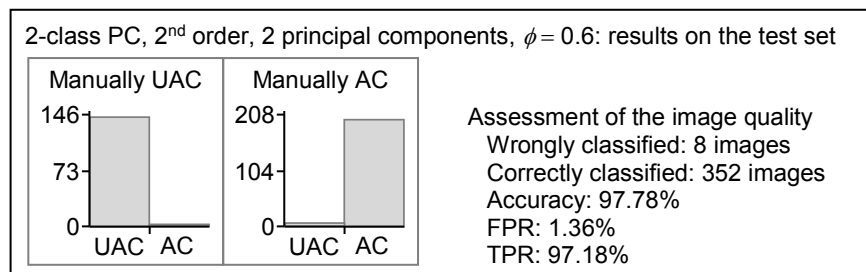 2-class PC, 2nd order, 2 principal components, ϕ = 0.6: results on the test set
Manually UAC
146
73
0
UAC AC
Manually AC
208
104
0
UAC AC
Assessment of the image quality
Wrongly classified: 8 images
Correctly classified: 352 images
Accuracy: 97.78%
FPR: 1.36%
TPR: 97.18%